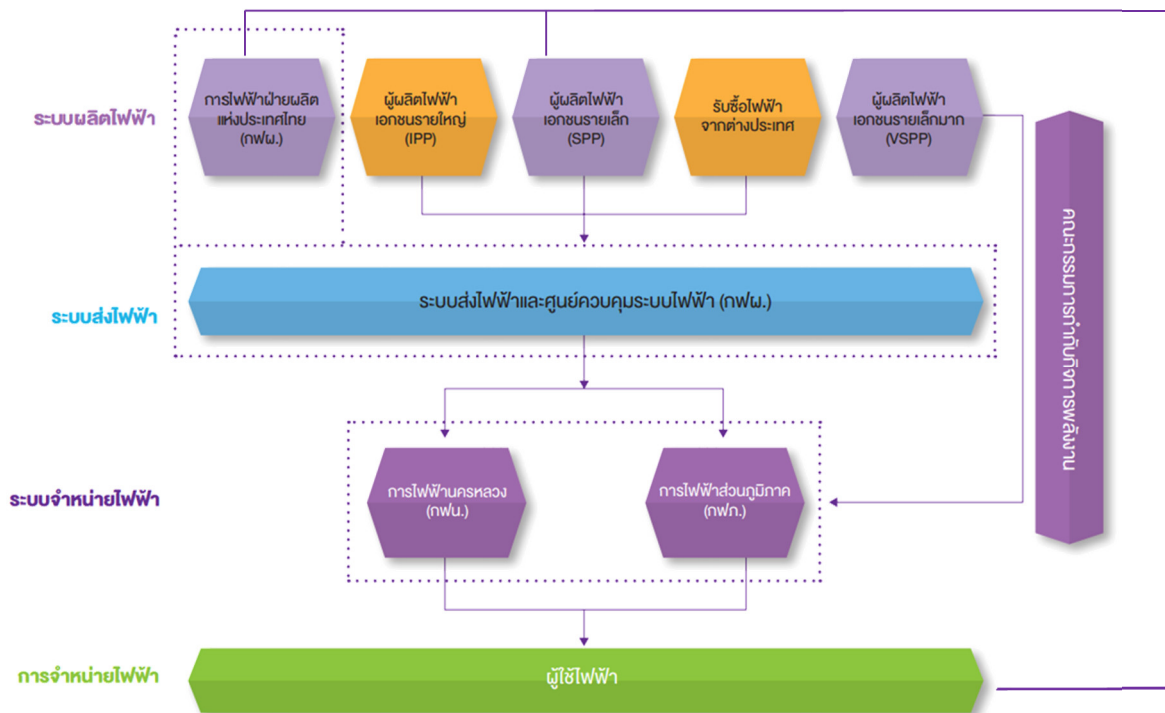 ระบบผลิตไฟฟ้า
การไฟฟ้าฝ่ายผลิต
แห่งประเทศไทย
(กฟผ.)
ผู้ผลิตไฟฟ้า
เอกชนรายใหญ่
(IPP)
ผู้ผลิตไฟฟ้า
เอกชนรายเล็ก
(SPP)
รับซื้อไฟฟ้า
จากต่างประเทศ
ผู้ผลิตไฟฟ้า
เอกชนรายเล็กมาก
(VSPP)
คณะกรรมการกำกับกิจการพลังงาน
ระบบส่งไฟฟ้า
ระบบส่งไฟฟ้าและศูนย์ควบคุมระบบไฟฟ้า (กฟผ.)
ระบบจำหน่ายไฟฟ้า
การไฟฟ้านครหลวง
(กฟน.)
การไฟฟ้าส่วนภูมิภาค
(กฟภ.)
การจำหน่ายไฟฟ้า
ผู้ใช้ไฟฟ้า